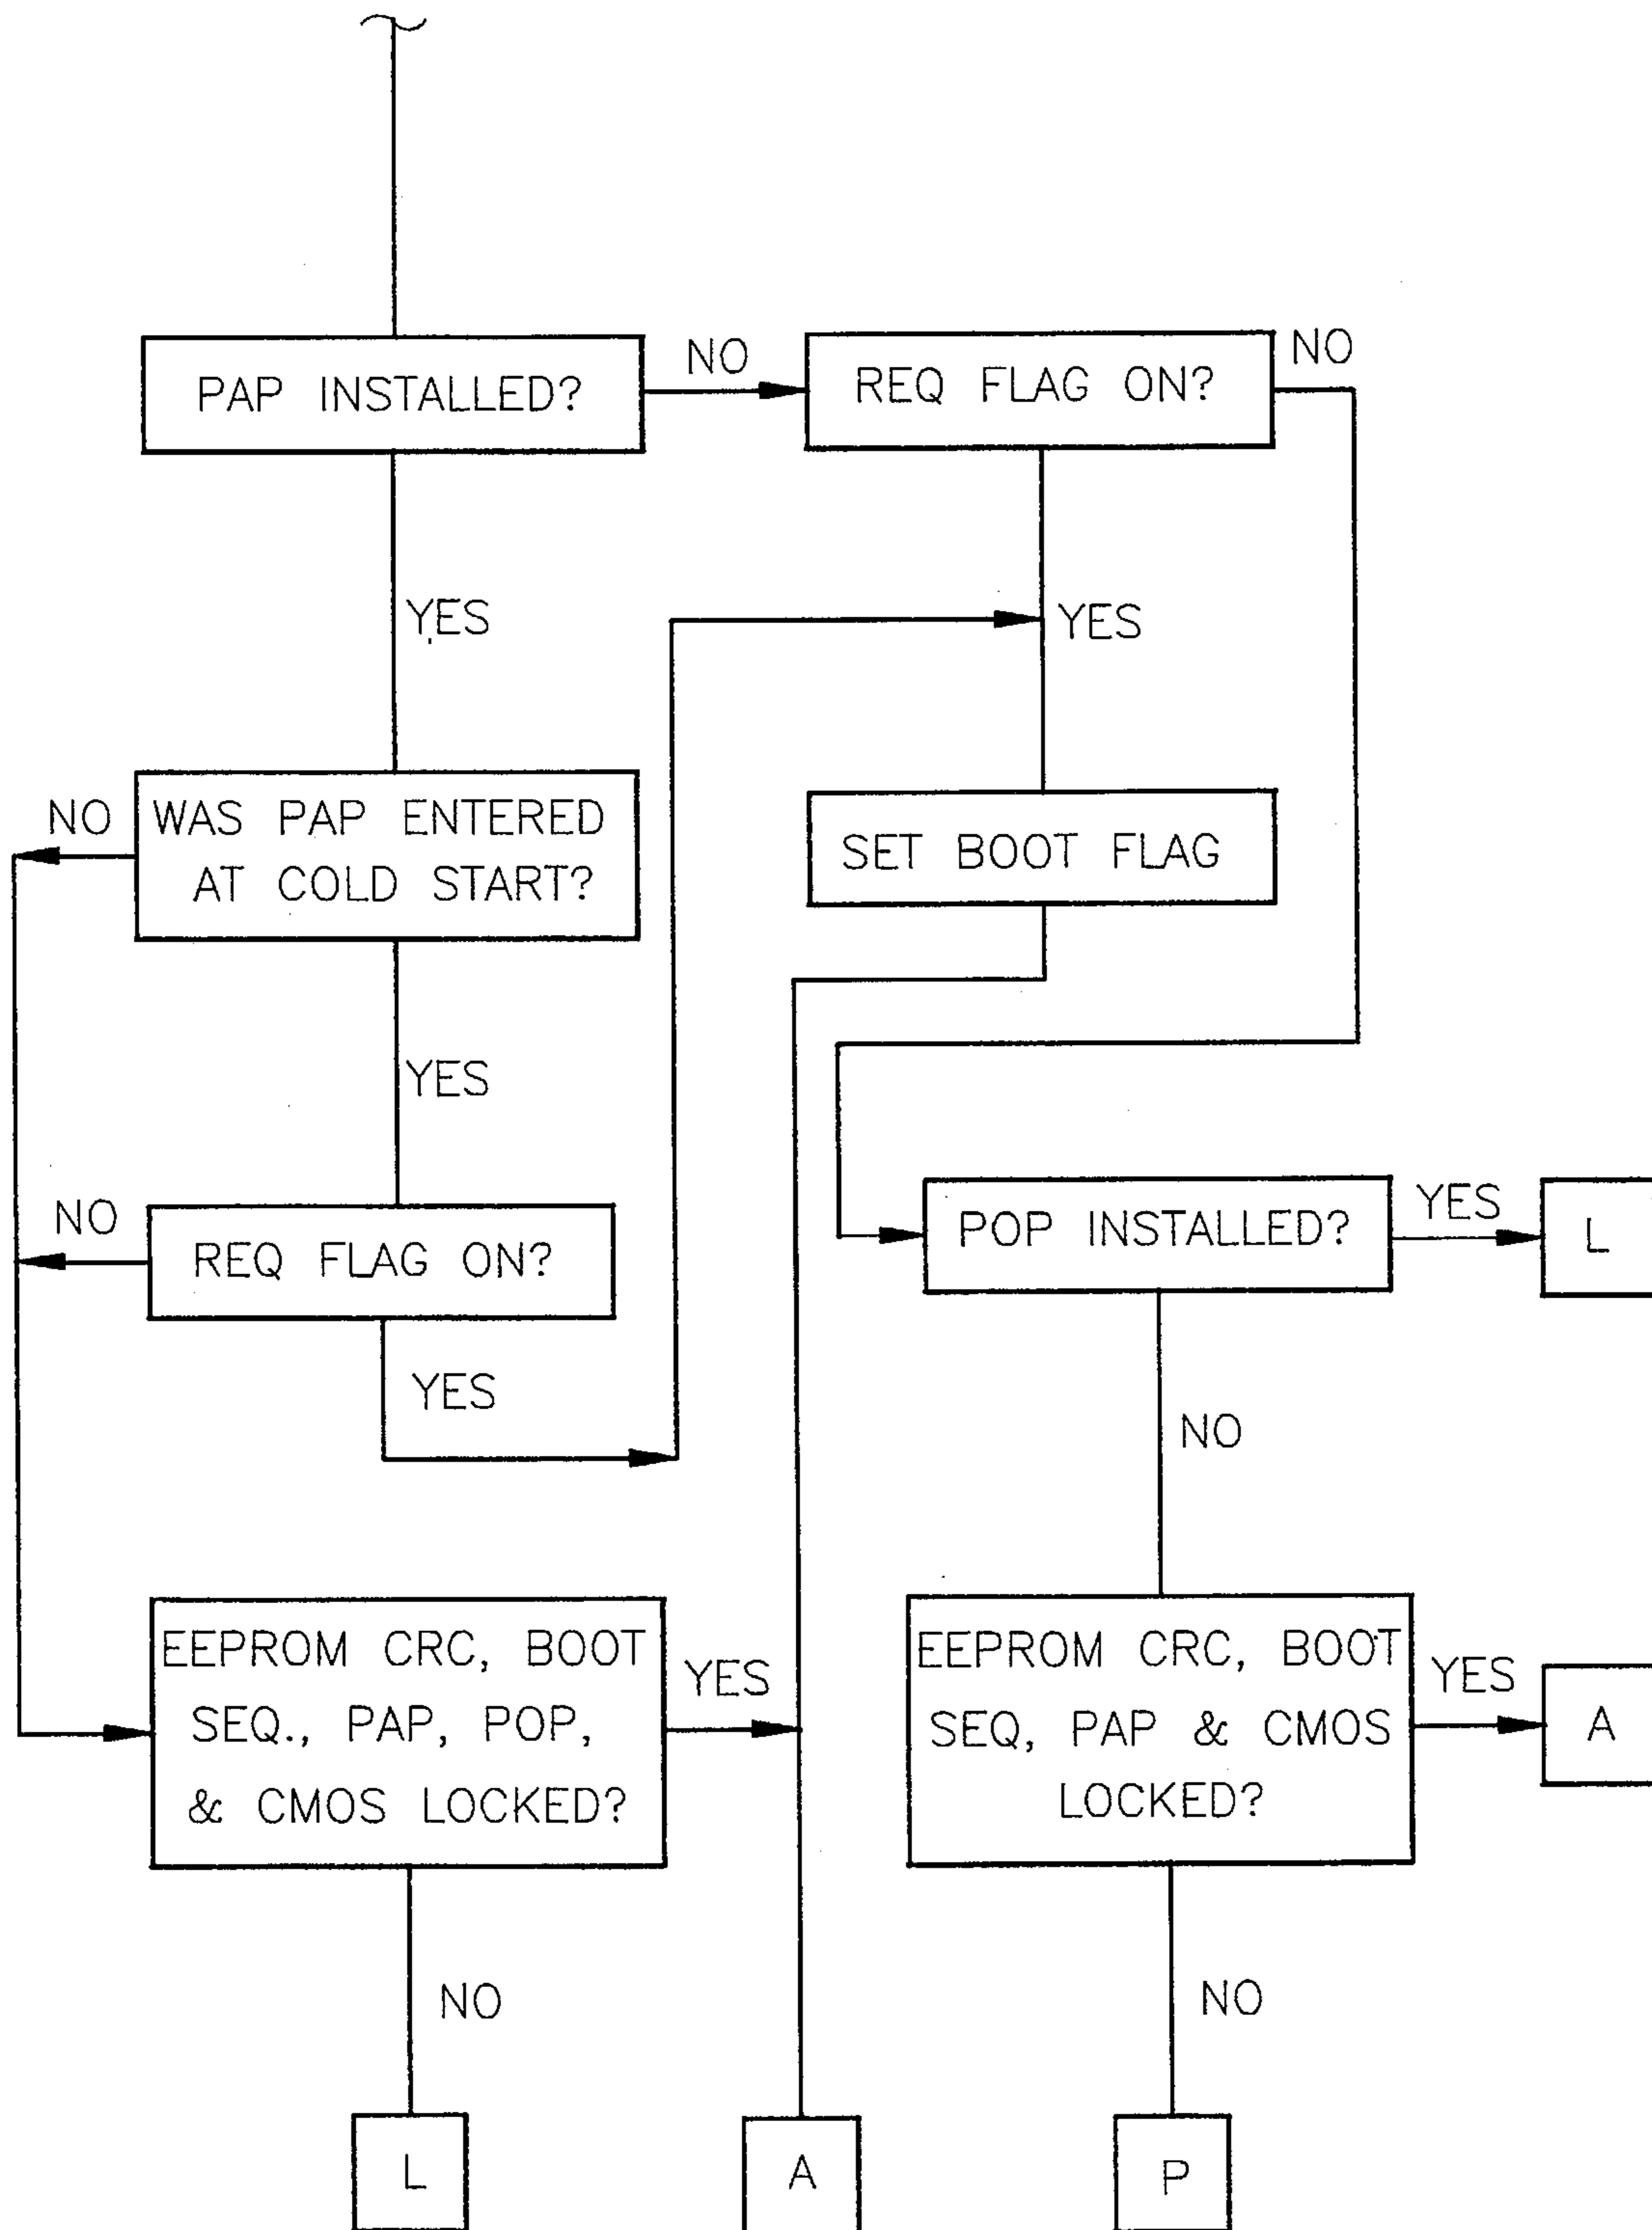 PAP INSTALLED?
NO
REQ FLAG ON?
NO
YES
YES
WAS PAP ENTERED
AT COLD START?
NO
SET BOOT FLAG
YES
REQ FLAG ON?
NO
YES
POP INSTALLED?
YES
L
NO
EEPROM CRC, BOOT
SEQ., PAP, POP,
& CMOS LOCKED?
YES
EEPROM CRC, BOOT
SEQ, PAP & CMOS
LOCKED?
YES
A
NO
NO
L
A
P